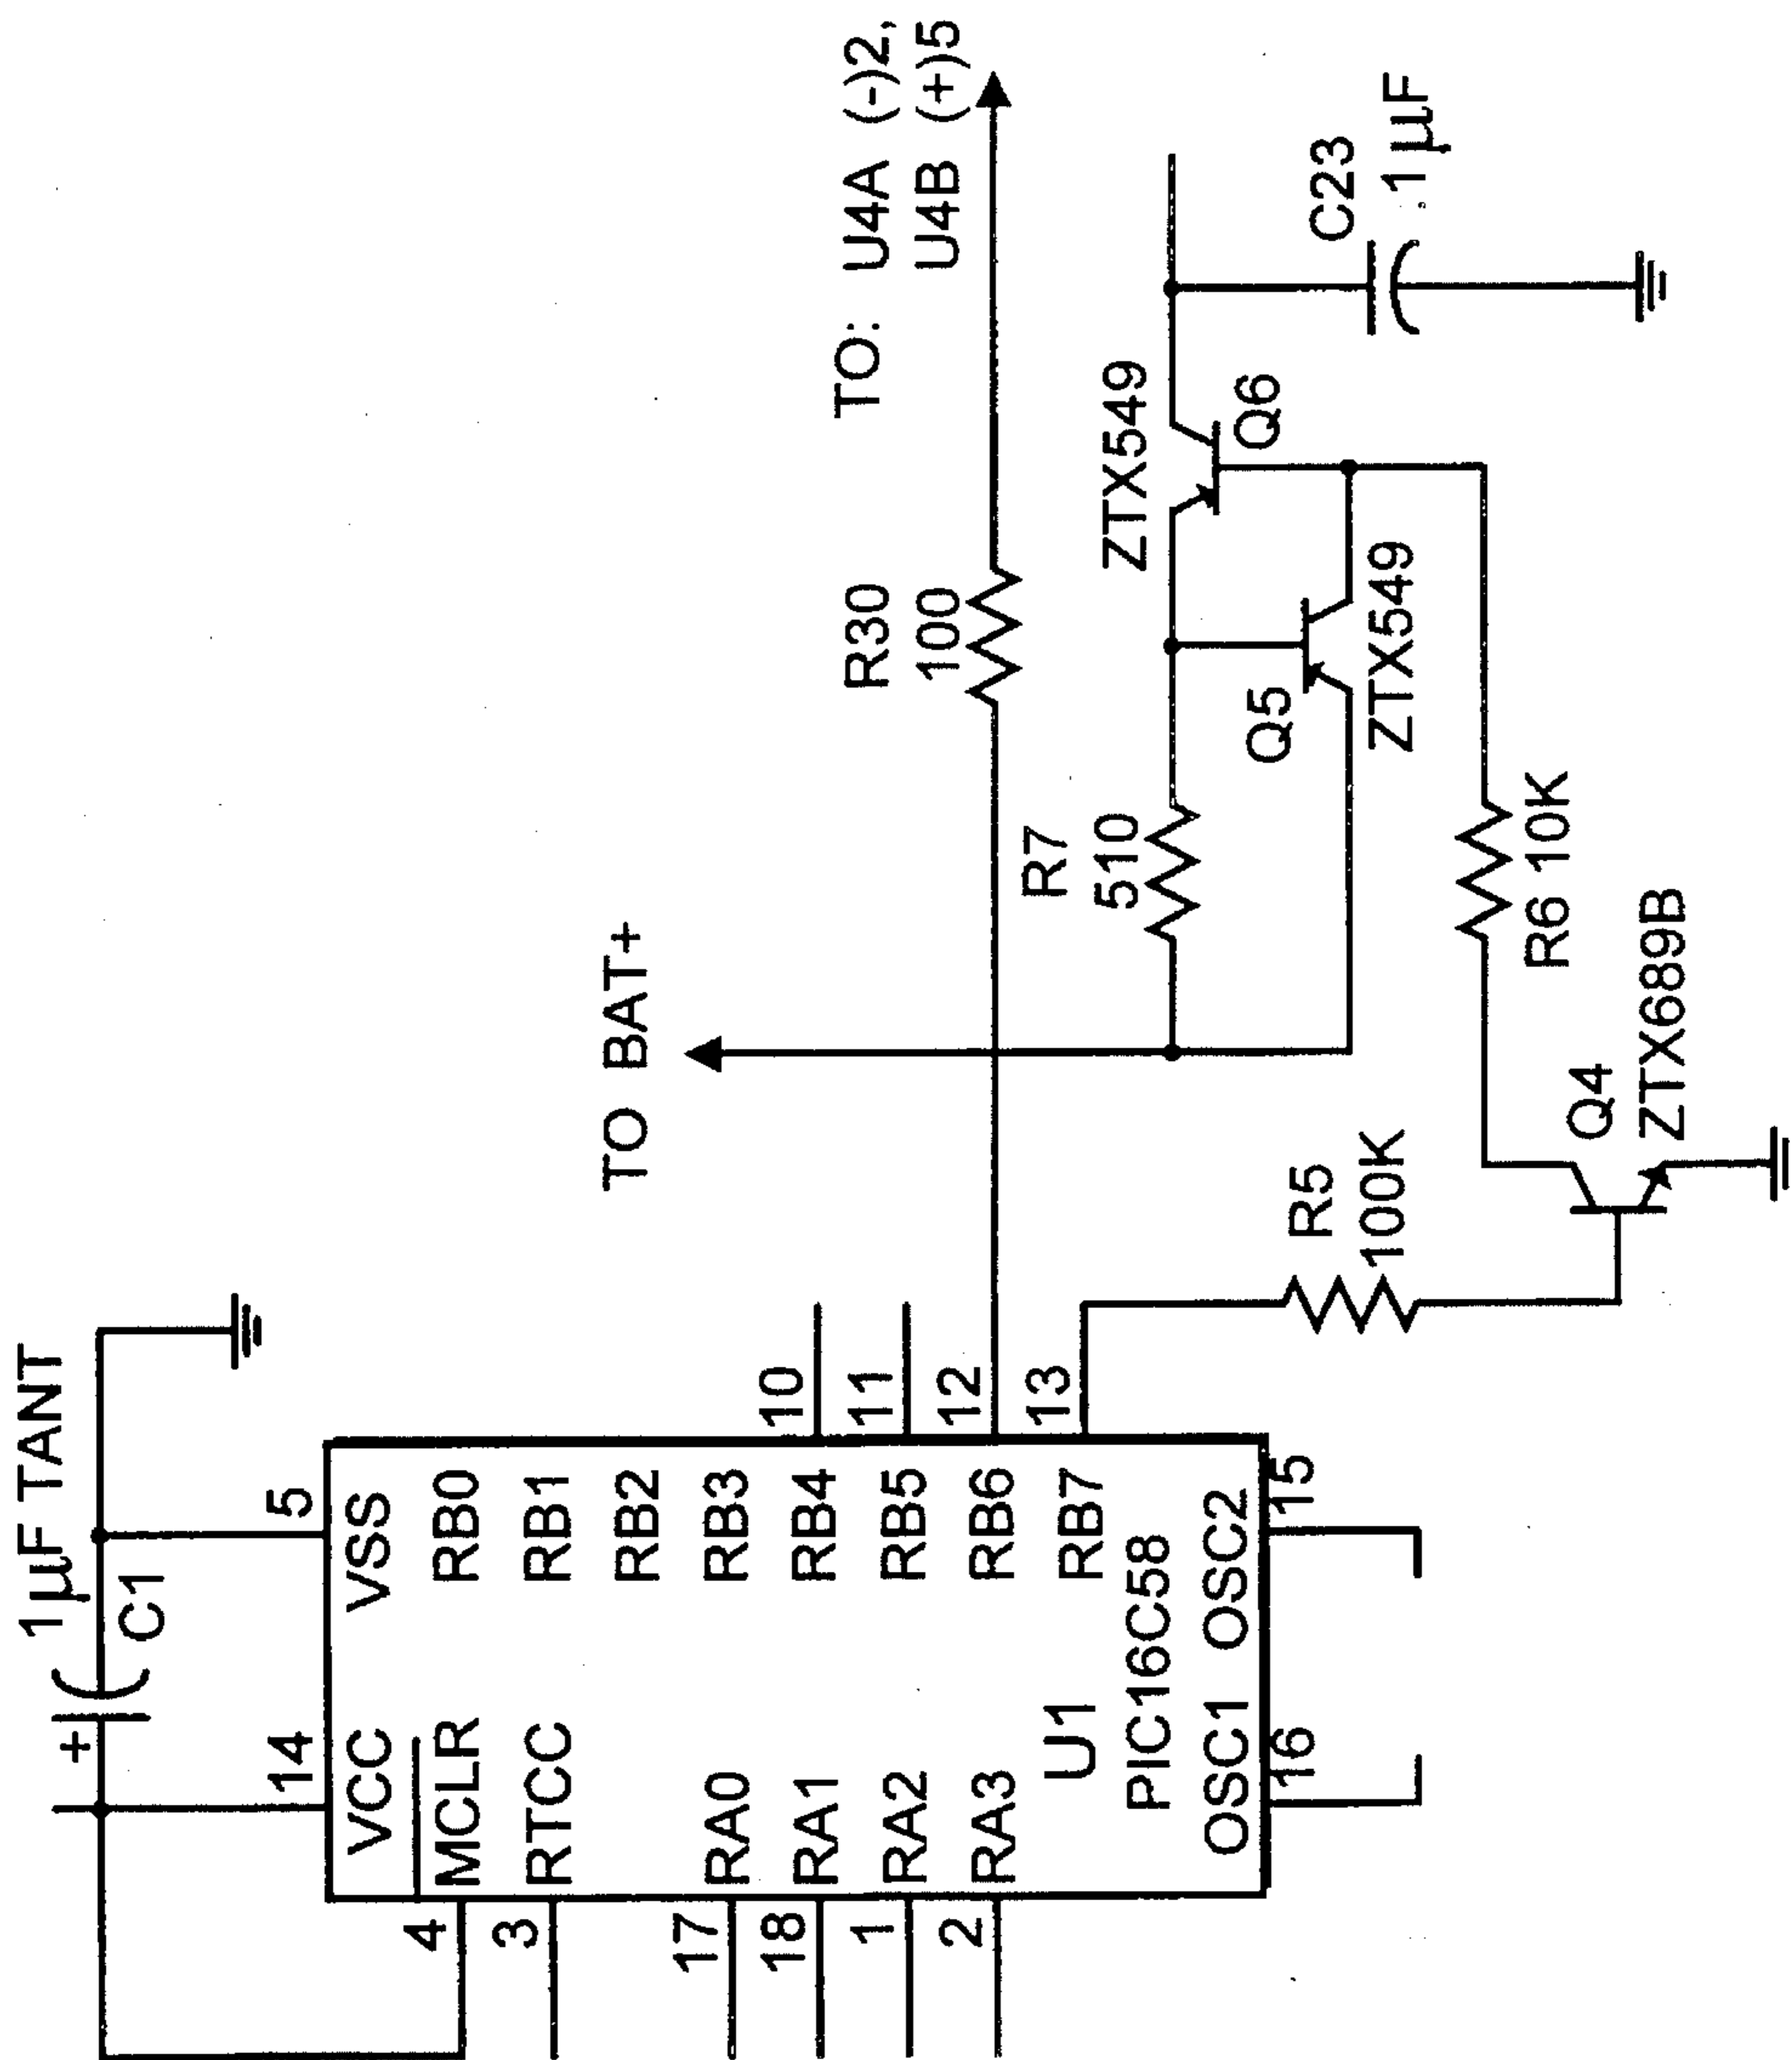 1µF TANT
+
C1
14
5
VCC
VSS
4
MCLR
RB0
3
RTCC
RB1
RB2
17
RA0
RB3
18
RA1
RB4
10
1
RA2
RB5
11
2
RA3
RB6
12
U1
RB7
13
PIC16C58
OSC1
OSC2
16
15
TO BAT+
R30
100
TO: U4A (-)2,
U4B (+)5
R7
510
ZTX549
Q6
Q5
ZTX549
C23
.1µF
R5
100K
R6 10K
Q4
ZTX689B